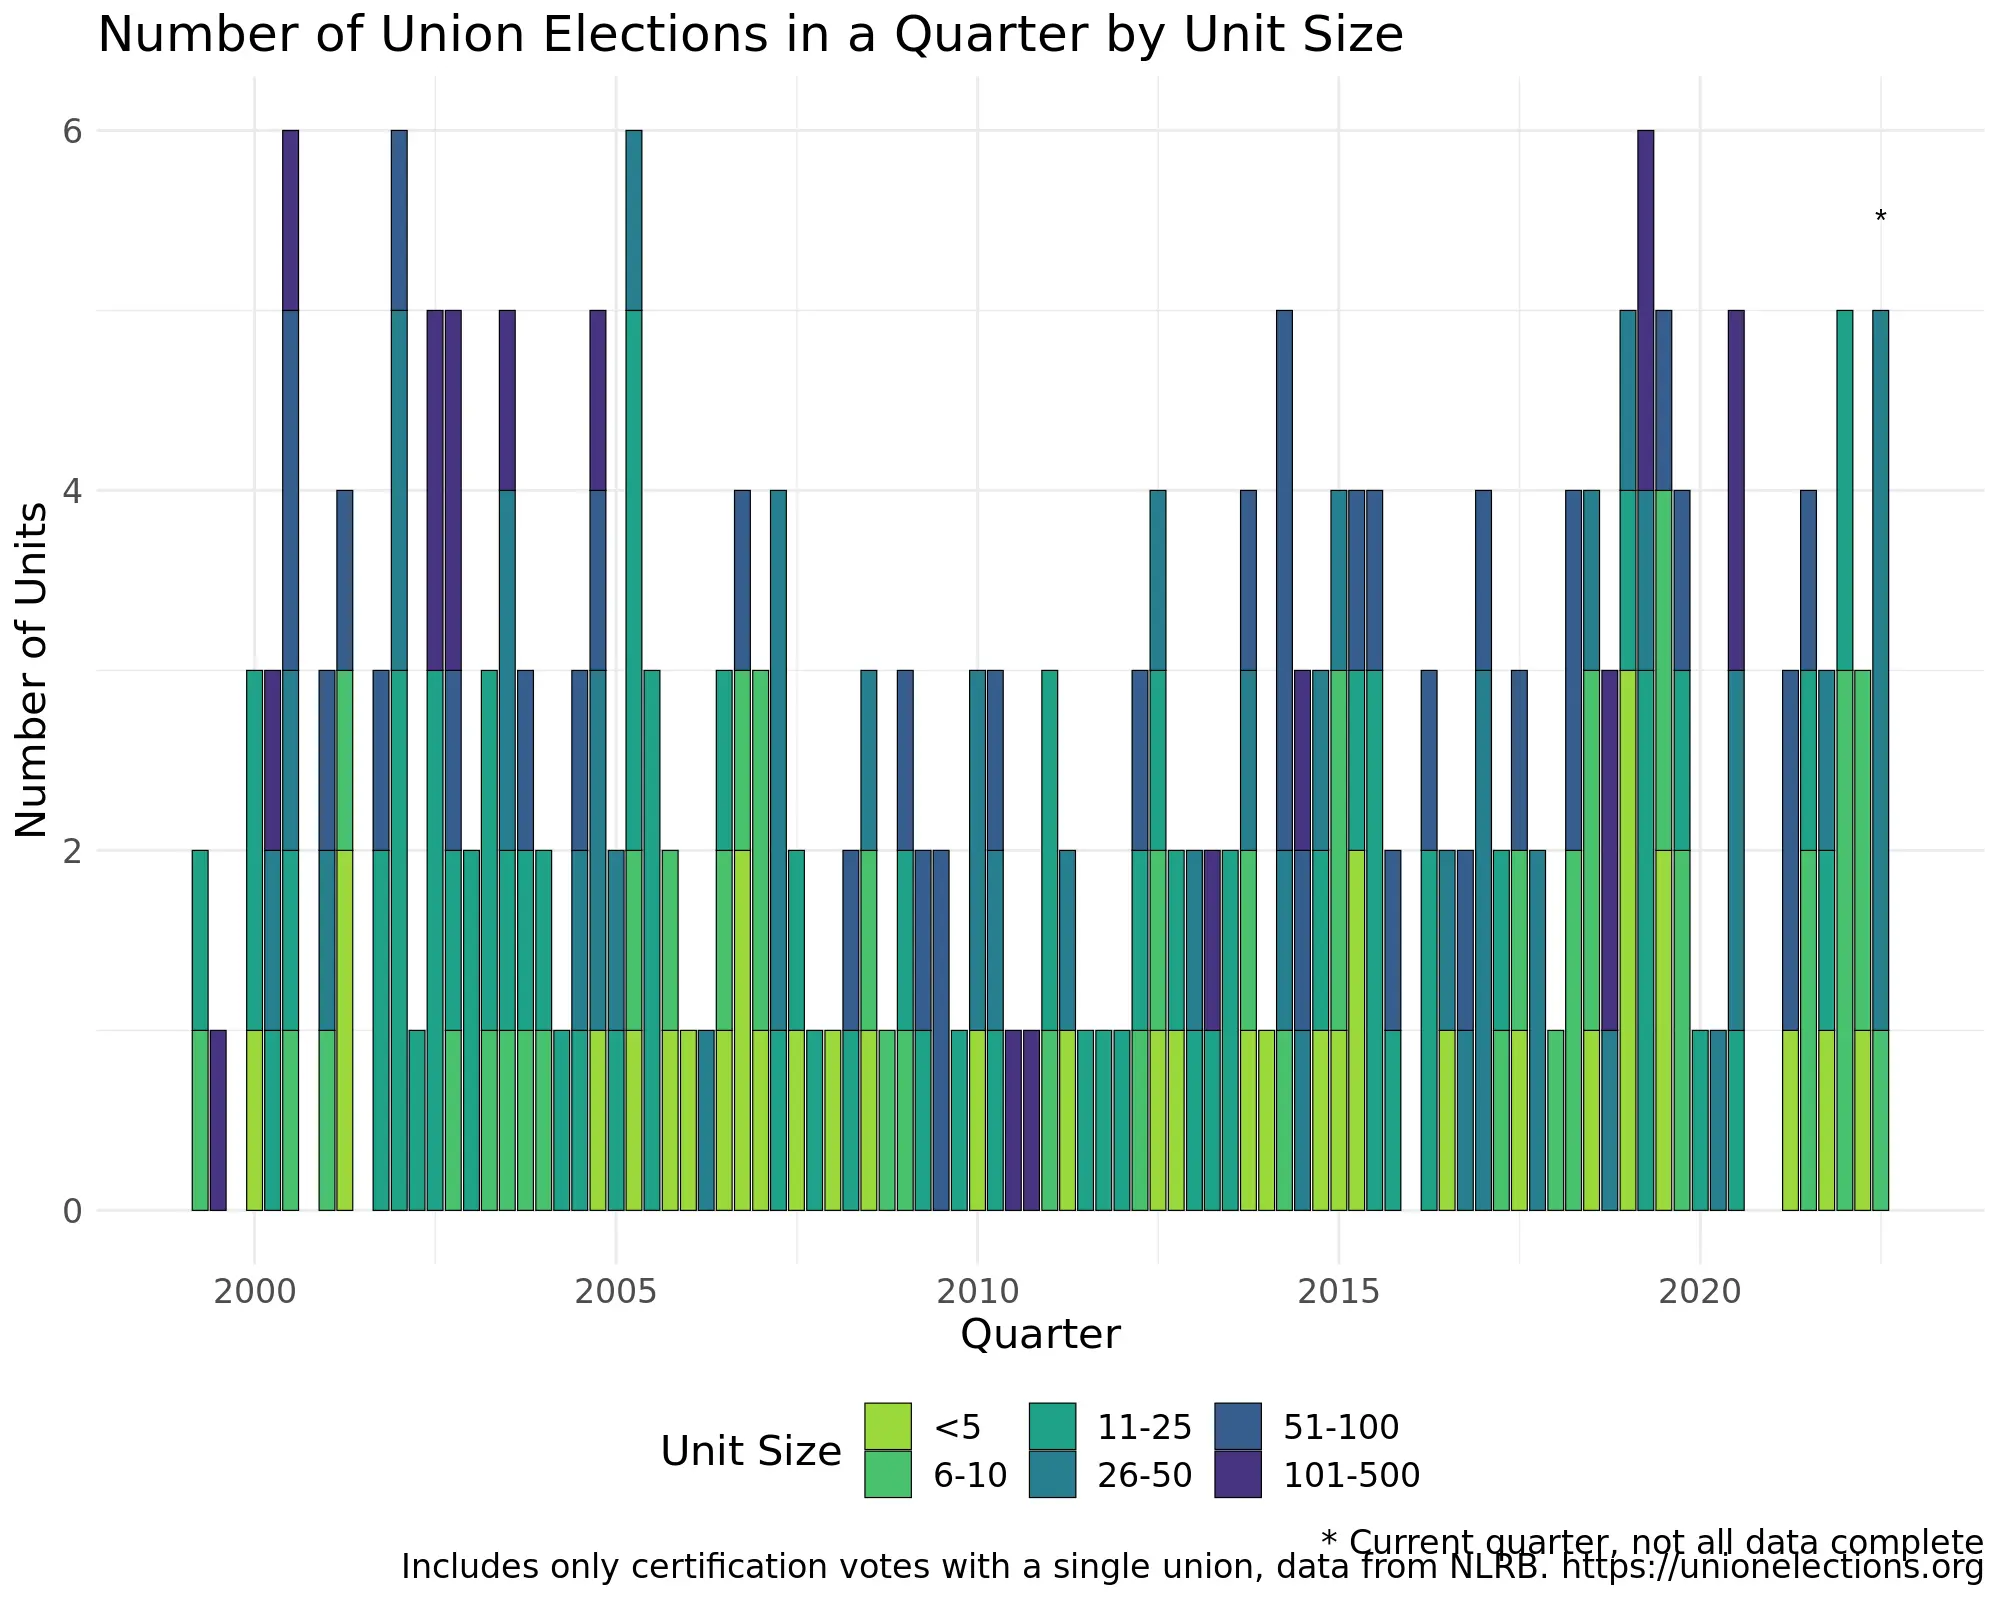 Number of Union Elections in a Quarter by Unit Size
Number of Units
6
4
2
0
*
2000 2005 2010 2015 2020
Quarter
Unit Size
<5 11-25 51-100
6-10 26-50 101-500
* Current quarter, not all data complete
Includes only certification votes with a single union, data from NLRB. https://unionelections.org